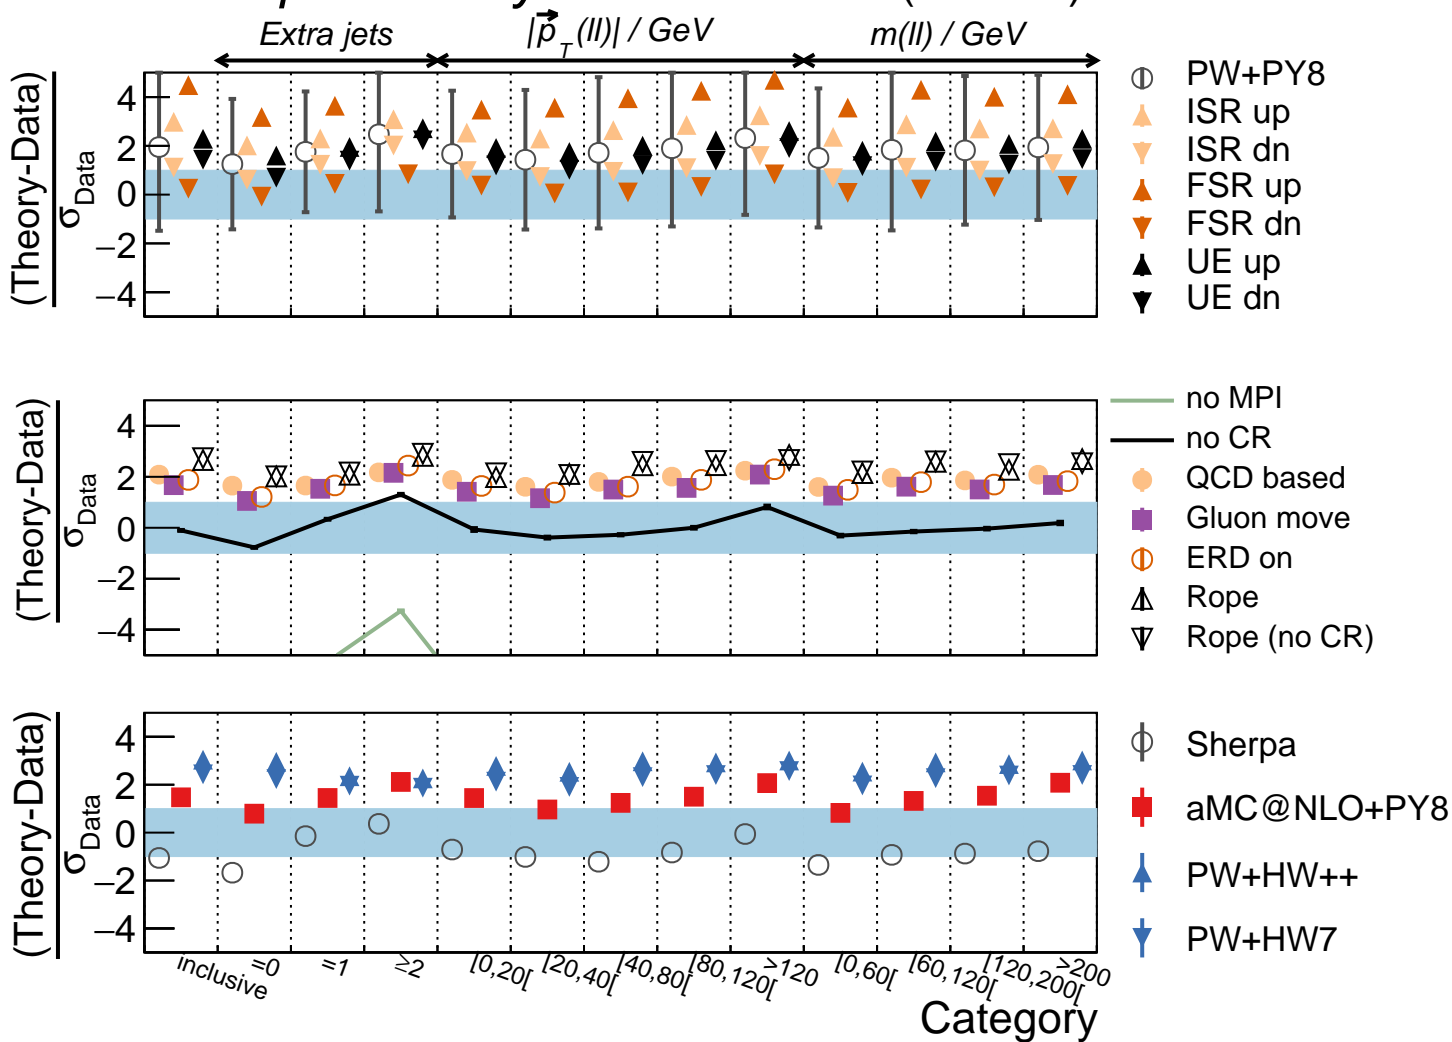 Extra jets
|p⃗_T(ll)| / GeV
m(ll) / GeV
(Theory-Data)
σ_Data
4
2
0
−2
−4
PW+PY8
ISR up
ISR dn
FSR up
FSR dn
UE up
UE dn
(Theory-Data)
σ_Data
4
2
0
−2
−4
no MPI
no CR
QCD based
Gluon move
ERD on
Rope
Rope (no CR)
(Theory-Data)
σ_Data
4
2
0
−2
−4
Sherpa
aMC@NLO+PY8
PW+HW++
PW+HW7
inclusive
=0
=1
≥2
[0,20[
[20,40[
[40,80[
[80,120[
>120
[0,60[
[60,120[
[120,200[
>200
Category